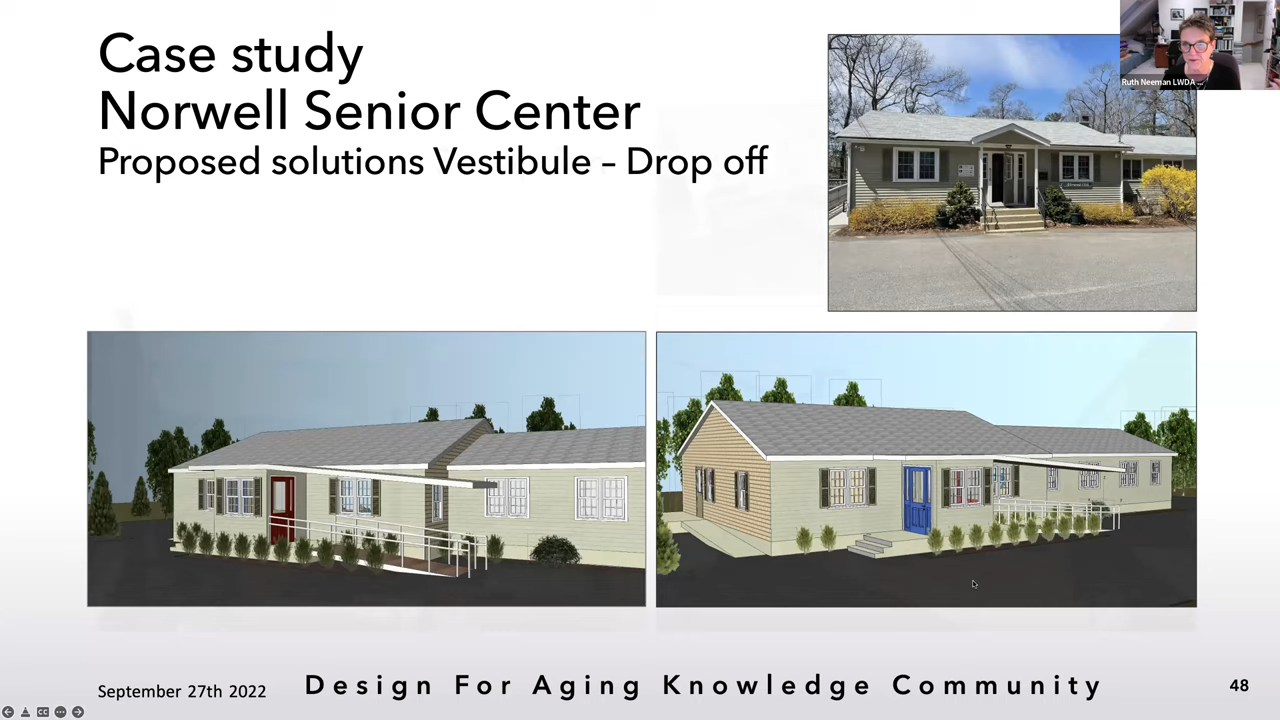 Case study
Norwell Senior Center
Proposed solutions Vestibule – Drop off
Ruth Neeman LWDA ...
September 27th 2022
Design For Aging Knowledge Community
48